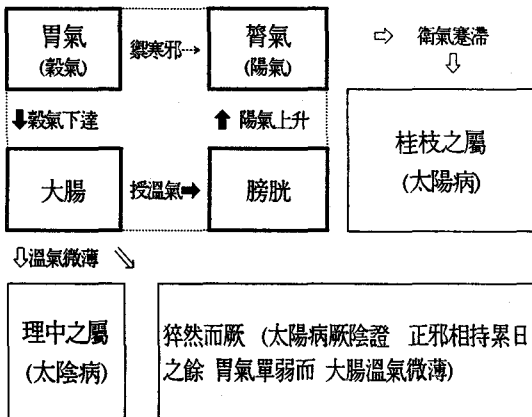 胃氣
(穀氣)
禦寒邪⇢
膂氣
(陽氣)
⇨ 衛氣蹇滯
⇩
⬇穀氣下達
⬆ 陽氣上升
桂枝之屬
(太陽病)
大腸
授溫氣➡
膀胱
⇩溫氣微薄 ⇘
理中之屬
(太陰病)
猝然而厥 (太陽病厥陰證 正邪相持累日
之餘 胃氣單弱而 大腸溫氣微薄)